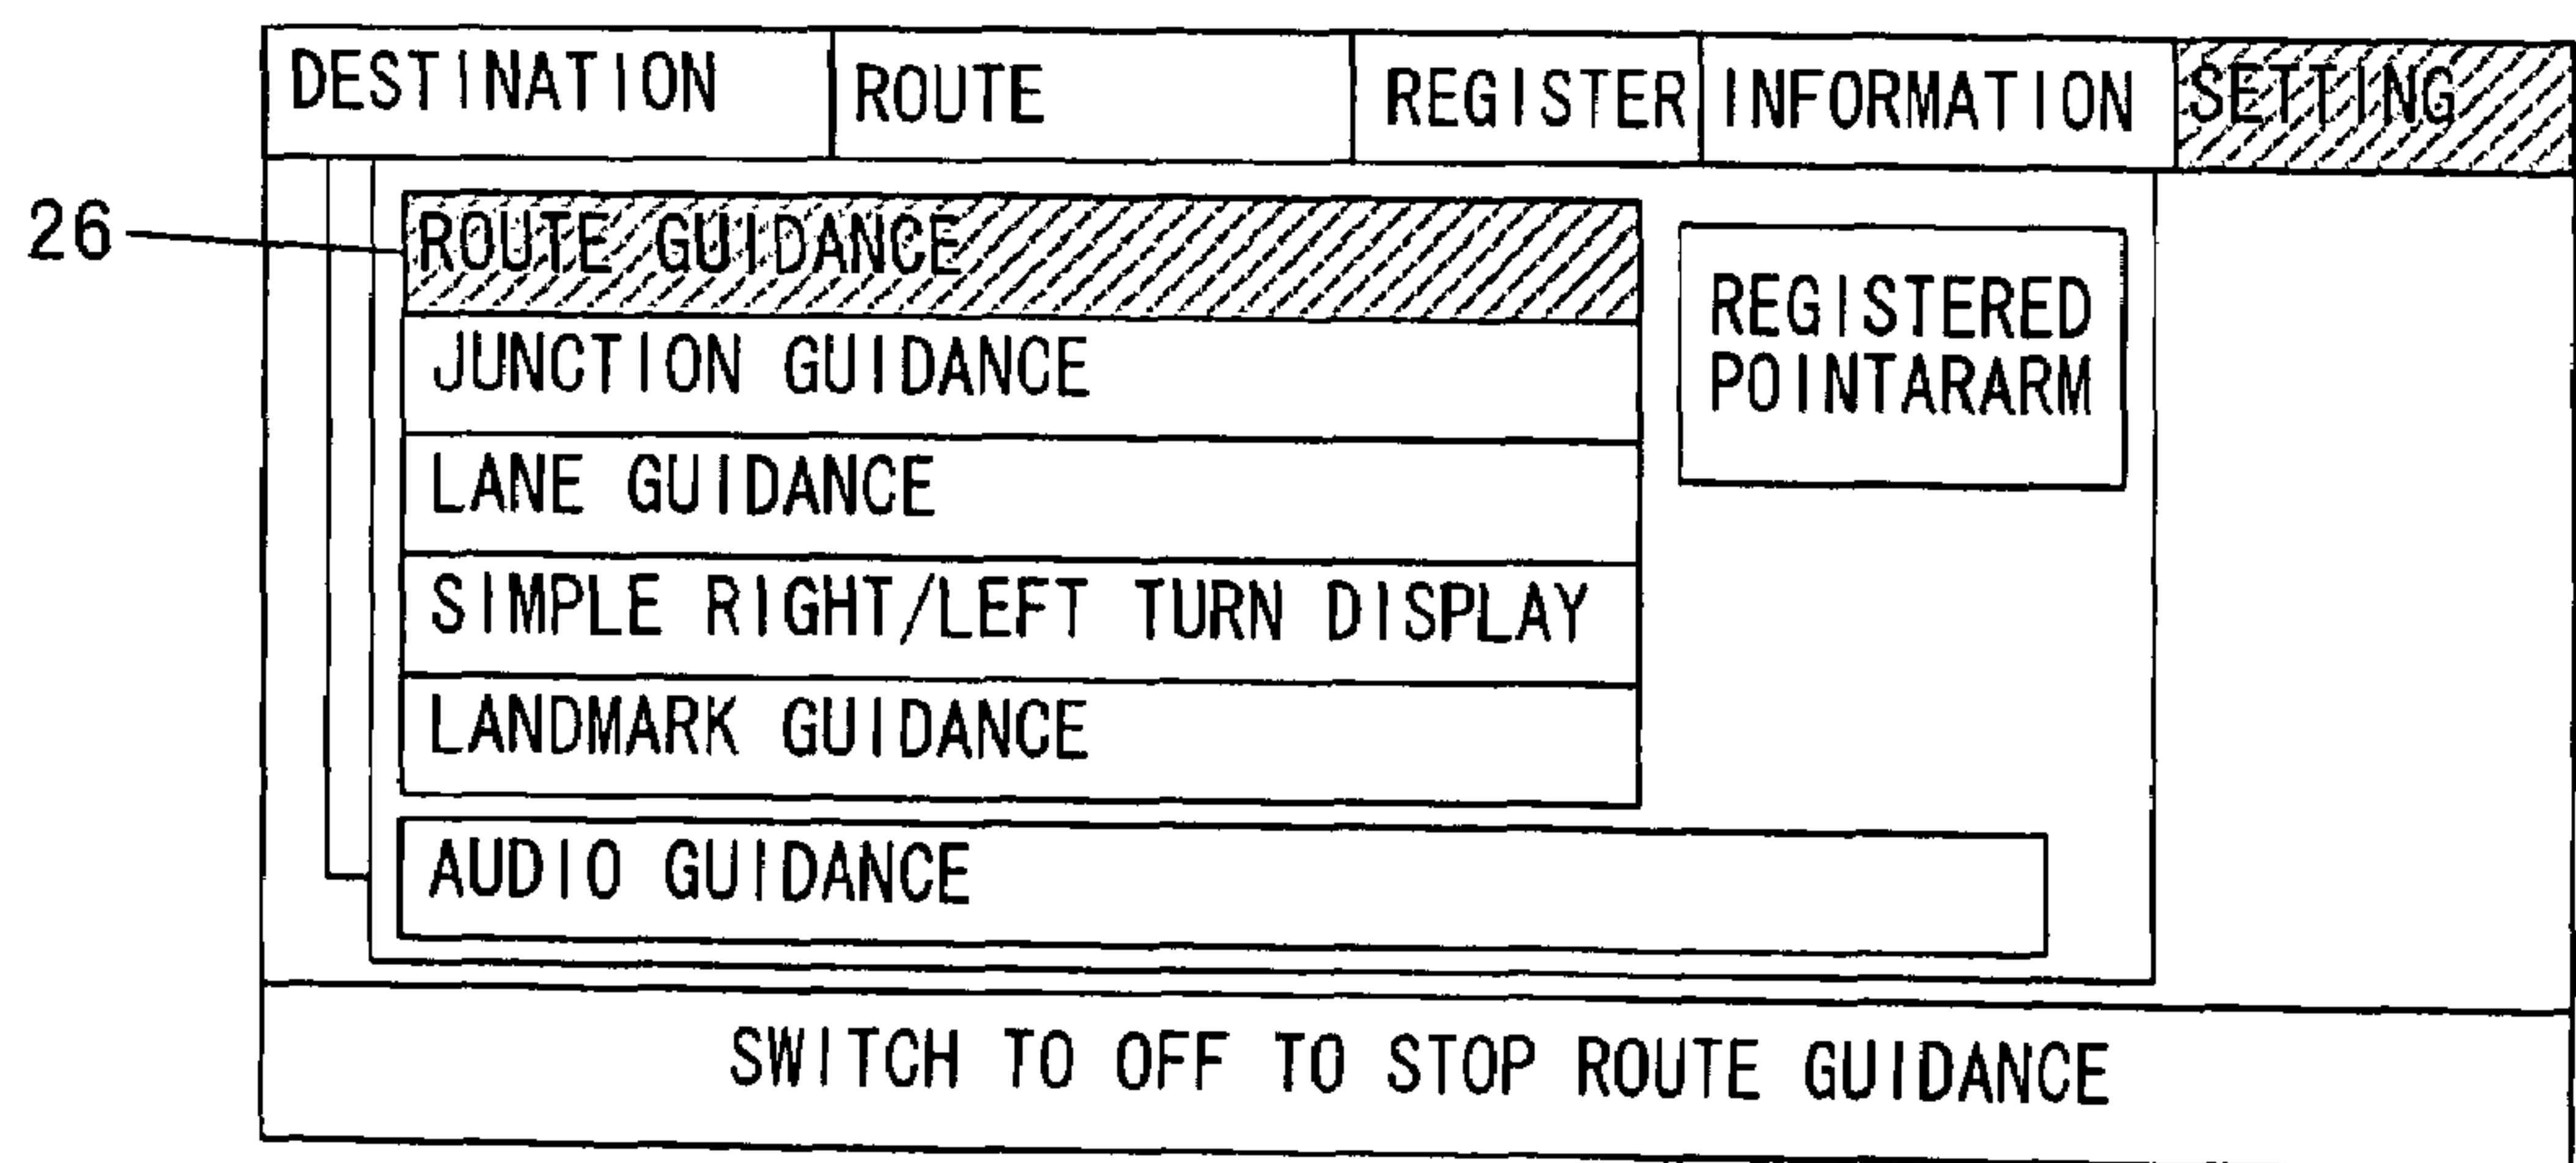 DESTINATION ROUTE REGISTER INFORMATION SETTING
26
ROUTE GUIDANCE
JUNCTION GUIDANCE
LANE GUIDANCE
SIMPLE RIGHT/LEFT TURN DISPLAY
LANDMARK GUIDANCE
AUDIO GUIDANCE
REGISTERED
POINTARARM
SWITCH TO OFF TO STOP ROUTE GUIDANCE